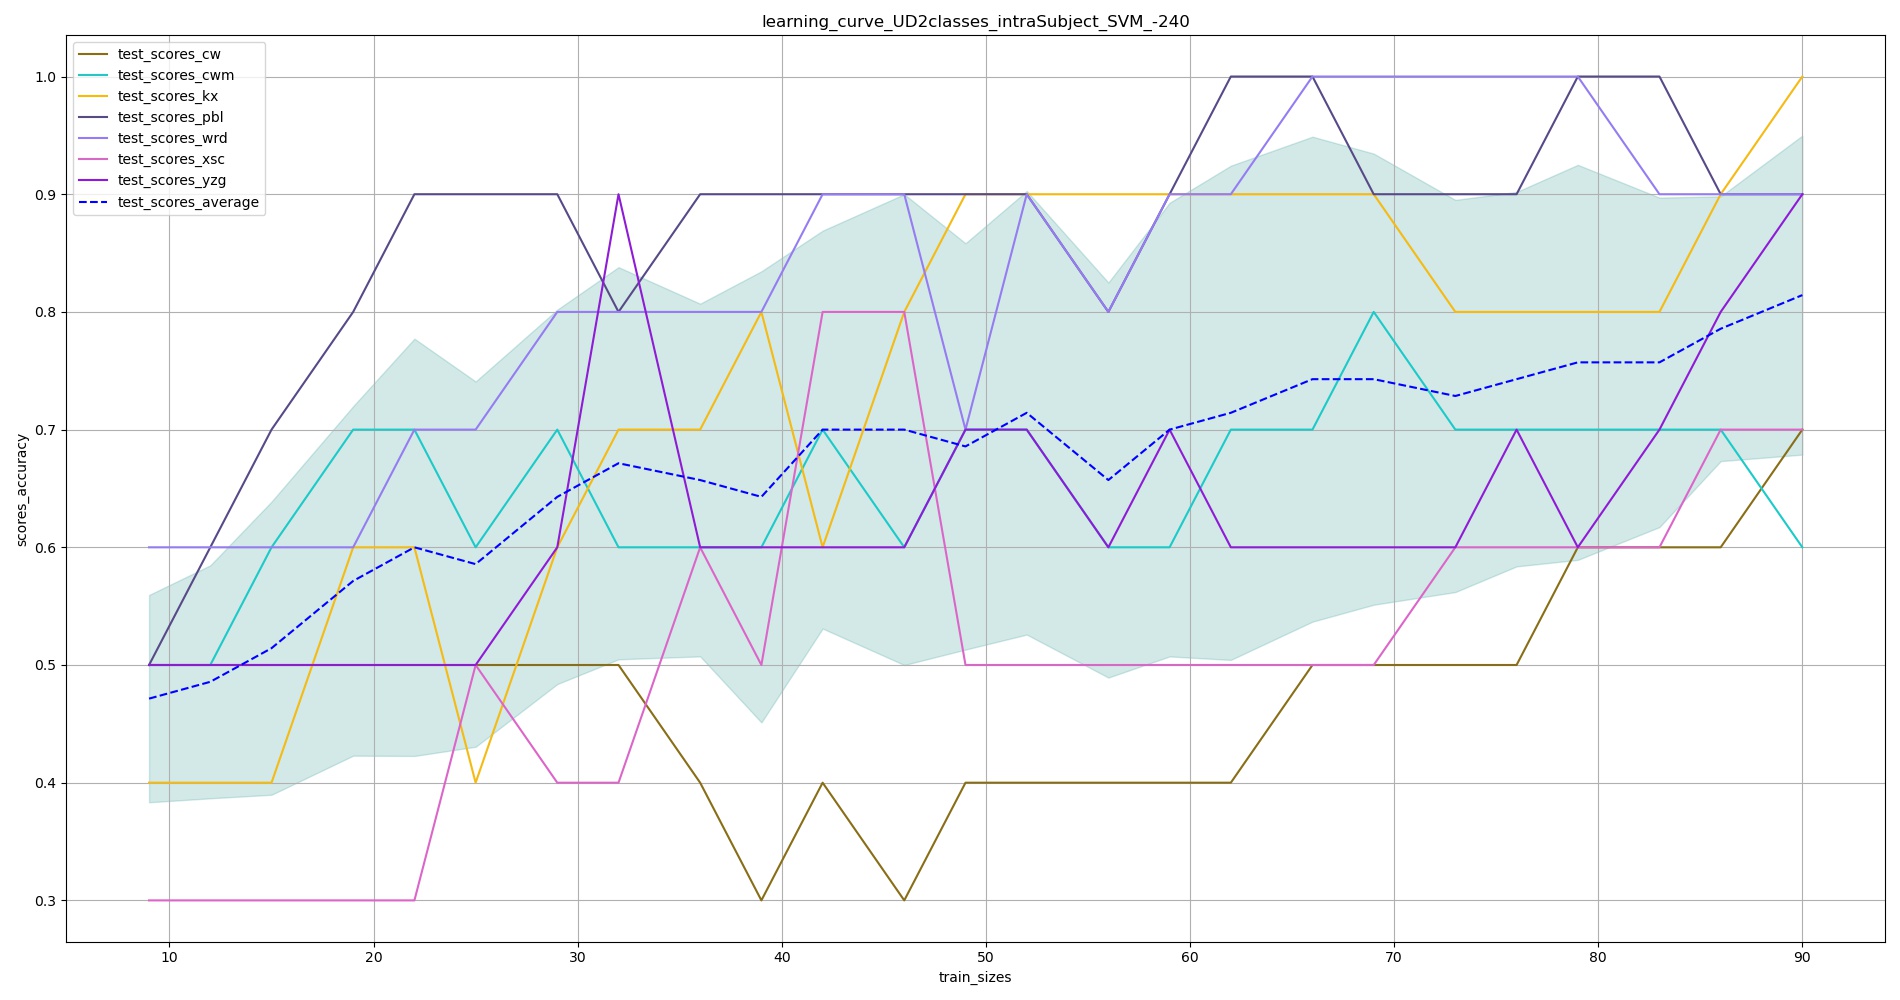 learning_curve_UD2classes_intraSubject_SVM_-240
test_scores_cw
test_scores_cwm
test_scores_kx
test_scores_pbl
test_scores_wrd
test_scores_xsc
test_scores_yzg
test_scores_average
scores_accuracy
1.0
0.9
0.8
0.7
0.6
0.5
0.4
0.3
10 20 30 40 50 60 70 80 90
train_sizes